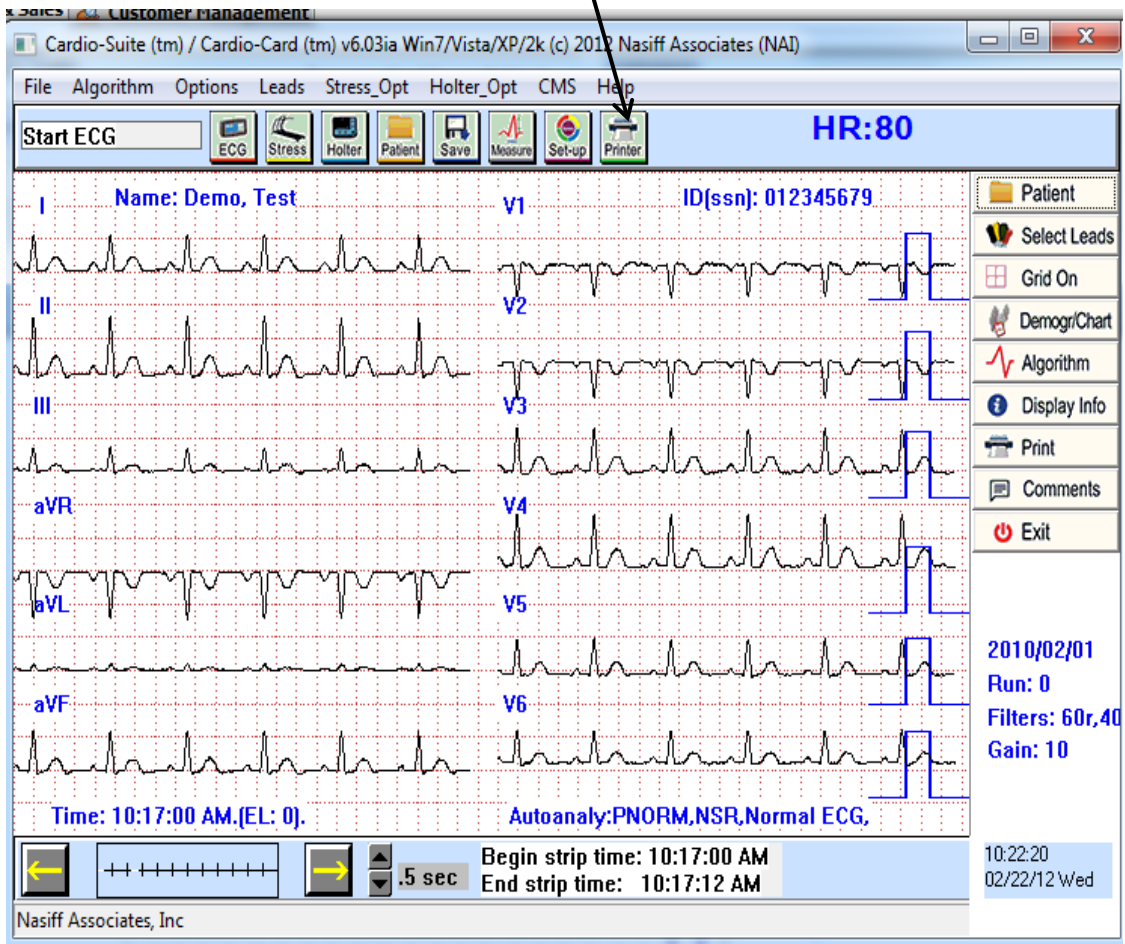 & Sales Customer Management
Cardio-Suite (tm) / Cardio-Card (tm) v6.03ia Win7/Vista/XP/2k (c) 2012 Nasiff Associates (NAI)
File Algorithm Options Leads Stress_Opt Holter_Opt CMS Help
Start ECG
ECG Stress Holter Patient Save Measure Set-up Printer
HR:80
Name: Demo, Test
ID(ssn): 012345679
I
V1
II
V2
III
V3
aVR
V4
aVL
V5
aVF
V6
Time: 10:17:00 AM.(EL: 0).
Autoanaly:PNORM,NSR,Normal ECG,
Patient
Select Leads
Grid On
Demogr/Chart
Algorithm
Display Info
Print
Comments
Exit
2010/02/01
Run: 0
Filters: 60r,40
Gain: 10
.5 sec
Begin strip time: 10:17:00 AM
End strip time: 10:17:12 AM
10:22:20
02/22/12 Wed
Nasiff Associates, Inc